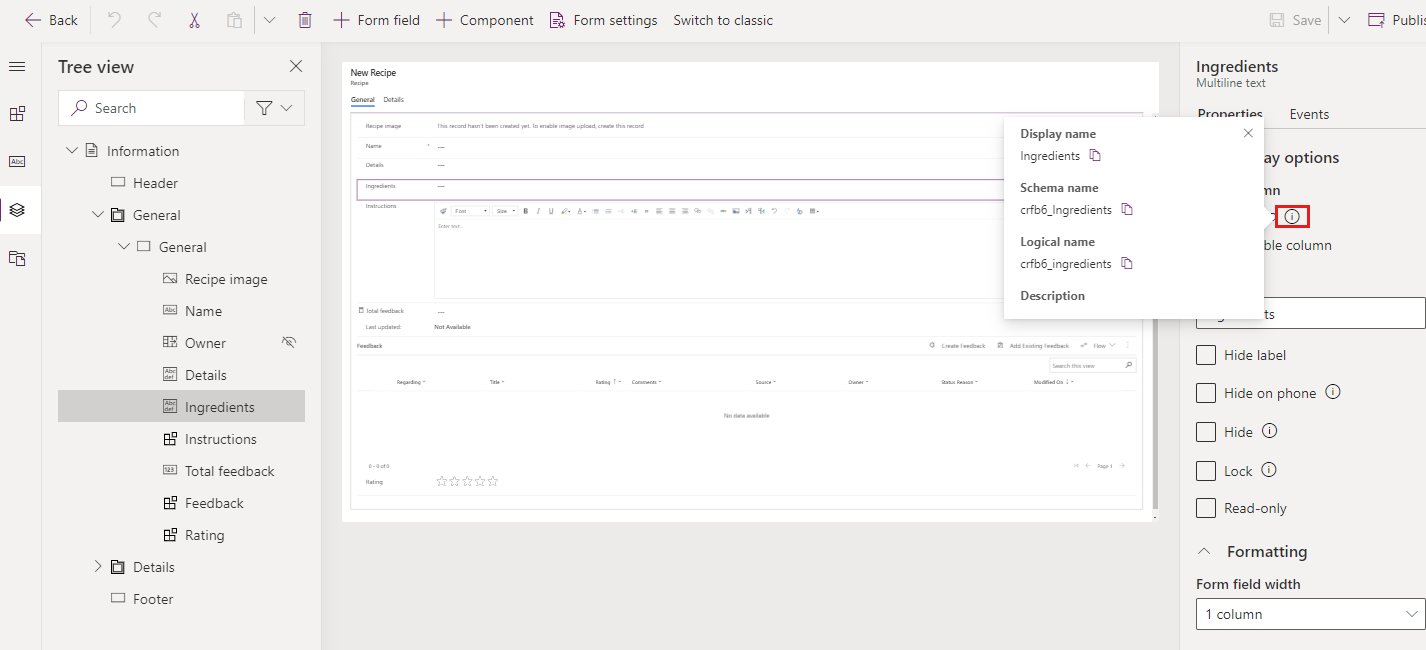 Back
Form field
Component
Form settings
Switch to classic
Save
Publis
Tree view
Search
Information
Header
General
General
Recipe image
Name
Owner
Details
Ingredients
Instructions
Total feedback
Feedback
Rating
Details
Footer
New Recipe
Recipe
General Details
Recipe image This record hasn't been created yet. To enable image upload, create this record
Name * ---
Details ---
Ingredients ---
Instructions
Font Size B I U
Enter text...
Total feedback ---
Last updated: Not Available
Feedback Create Feedback Add Existing Feedback Flow
Search this view
Regarding Title Rating Comments Source Owner Status Reason Modified On
No data available
0 - 0 of 0 Page 1
Rating
Display name
Ingredients
Schema name
crfb6_Ingredients
Logical name
crfb6_ingredients
Description
Ingredients
Multiline text
Properties Events
ay options
mn
ble column
ts
Hide label
Hide on phone
Hide
Lock
Read-only
Formatting
Form field width
1 column